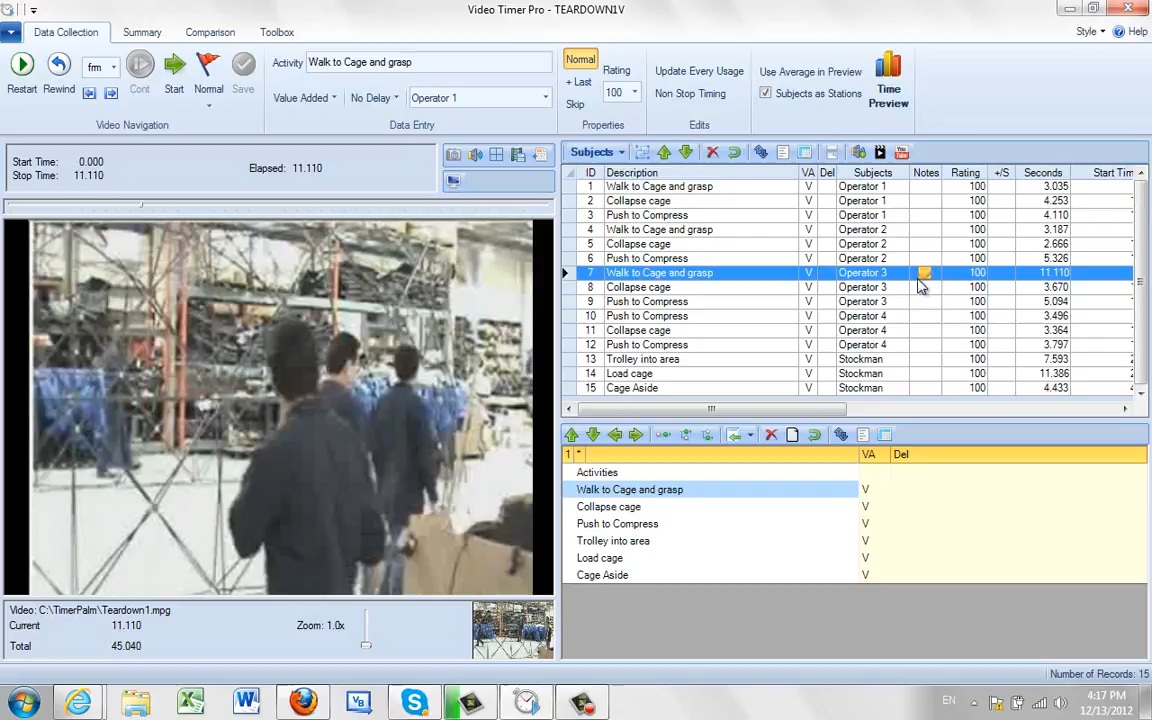 Video Timer Pro - TEARDOWN1V
Data Collection Summary Comparison Toolbox Style Help
Restart Rewind frm Cont Start Normal Save
Video Navigation
Activity Walk to Cage and grasp
Value Added No Delay Operator 1
Data Entry
Normal
+ Last
Skip
Rating
100
Properties
Update Every Usage
Non Stop Timing
Edits
Use Average in Preview
Subjects as Stations
Time
Preview
Start Time: 0.000
Stop Time: 11.110
Elapsed: 11.110
Subjects
You
Tube
ID Description VA Del Subjects Notes Rating +/S Seconds Start Tim
1 Walk to Cage and grasp V Operator 1 100 3.035
2 Collapse cage V Operator 1 100 4.253
3 Push to Compress V Operator 1 100 4.110
4 Walk to Cage and grasp V Operator 2 100 3.187
5 Collapse cage V Operator 2 100 2.666
6 Push to Compress V Operator 2 100 5.326
7 Walk to Cage and grasp V Operator 3 100 11.110
8 Collapse cage V Operator 3 100 3.670
9 Push to Compress V Operator 3 100 5.094
10 Push to Compress V Operator 4 100 3.496
11 Collapse cage V Operator 4 100 3.364
12 Push to Compress V Operator 4 100 3.797
13 Trolley into area V Stockman 100 7.593
14 Load cage V Stockman 100 11.386
15 Cage Aside V Stockman 100 4.433
1 * VA Del
Activities
Walk to Cage and grasp V
Collapse cage V
Push to Compress V
Trolley into area V
Load cage V
Cage Aside V
Video: C:\TimerPalm\Teardown1.mpg
Current 11.110 Zoom: 1.0x
Total 45.040
Number of Records: 15
EN
4:17 PM
12/13/2012